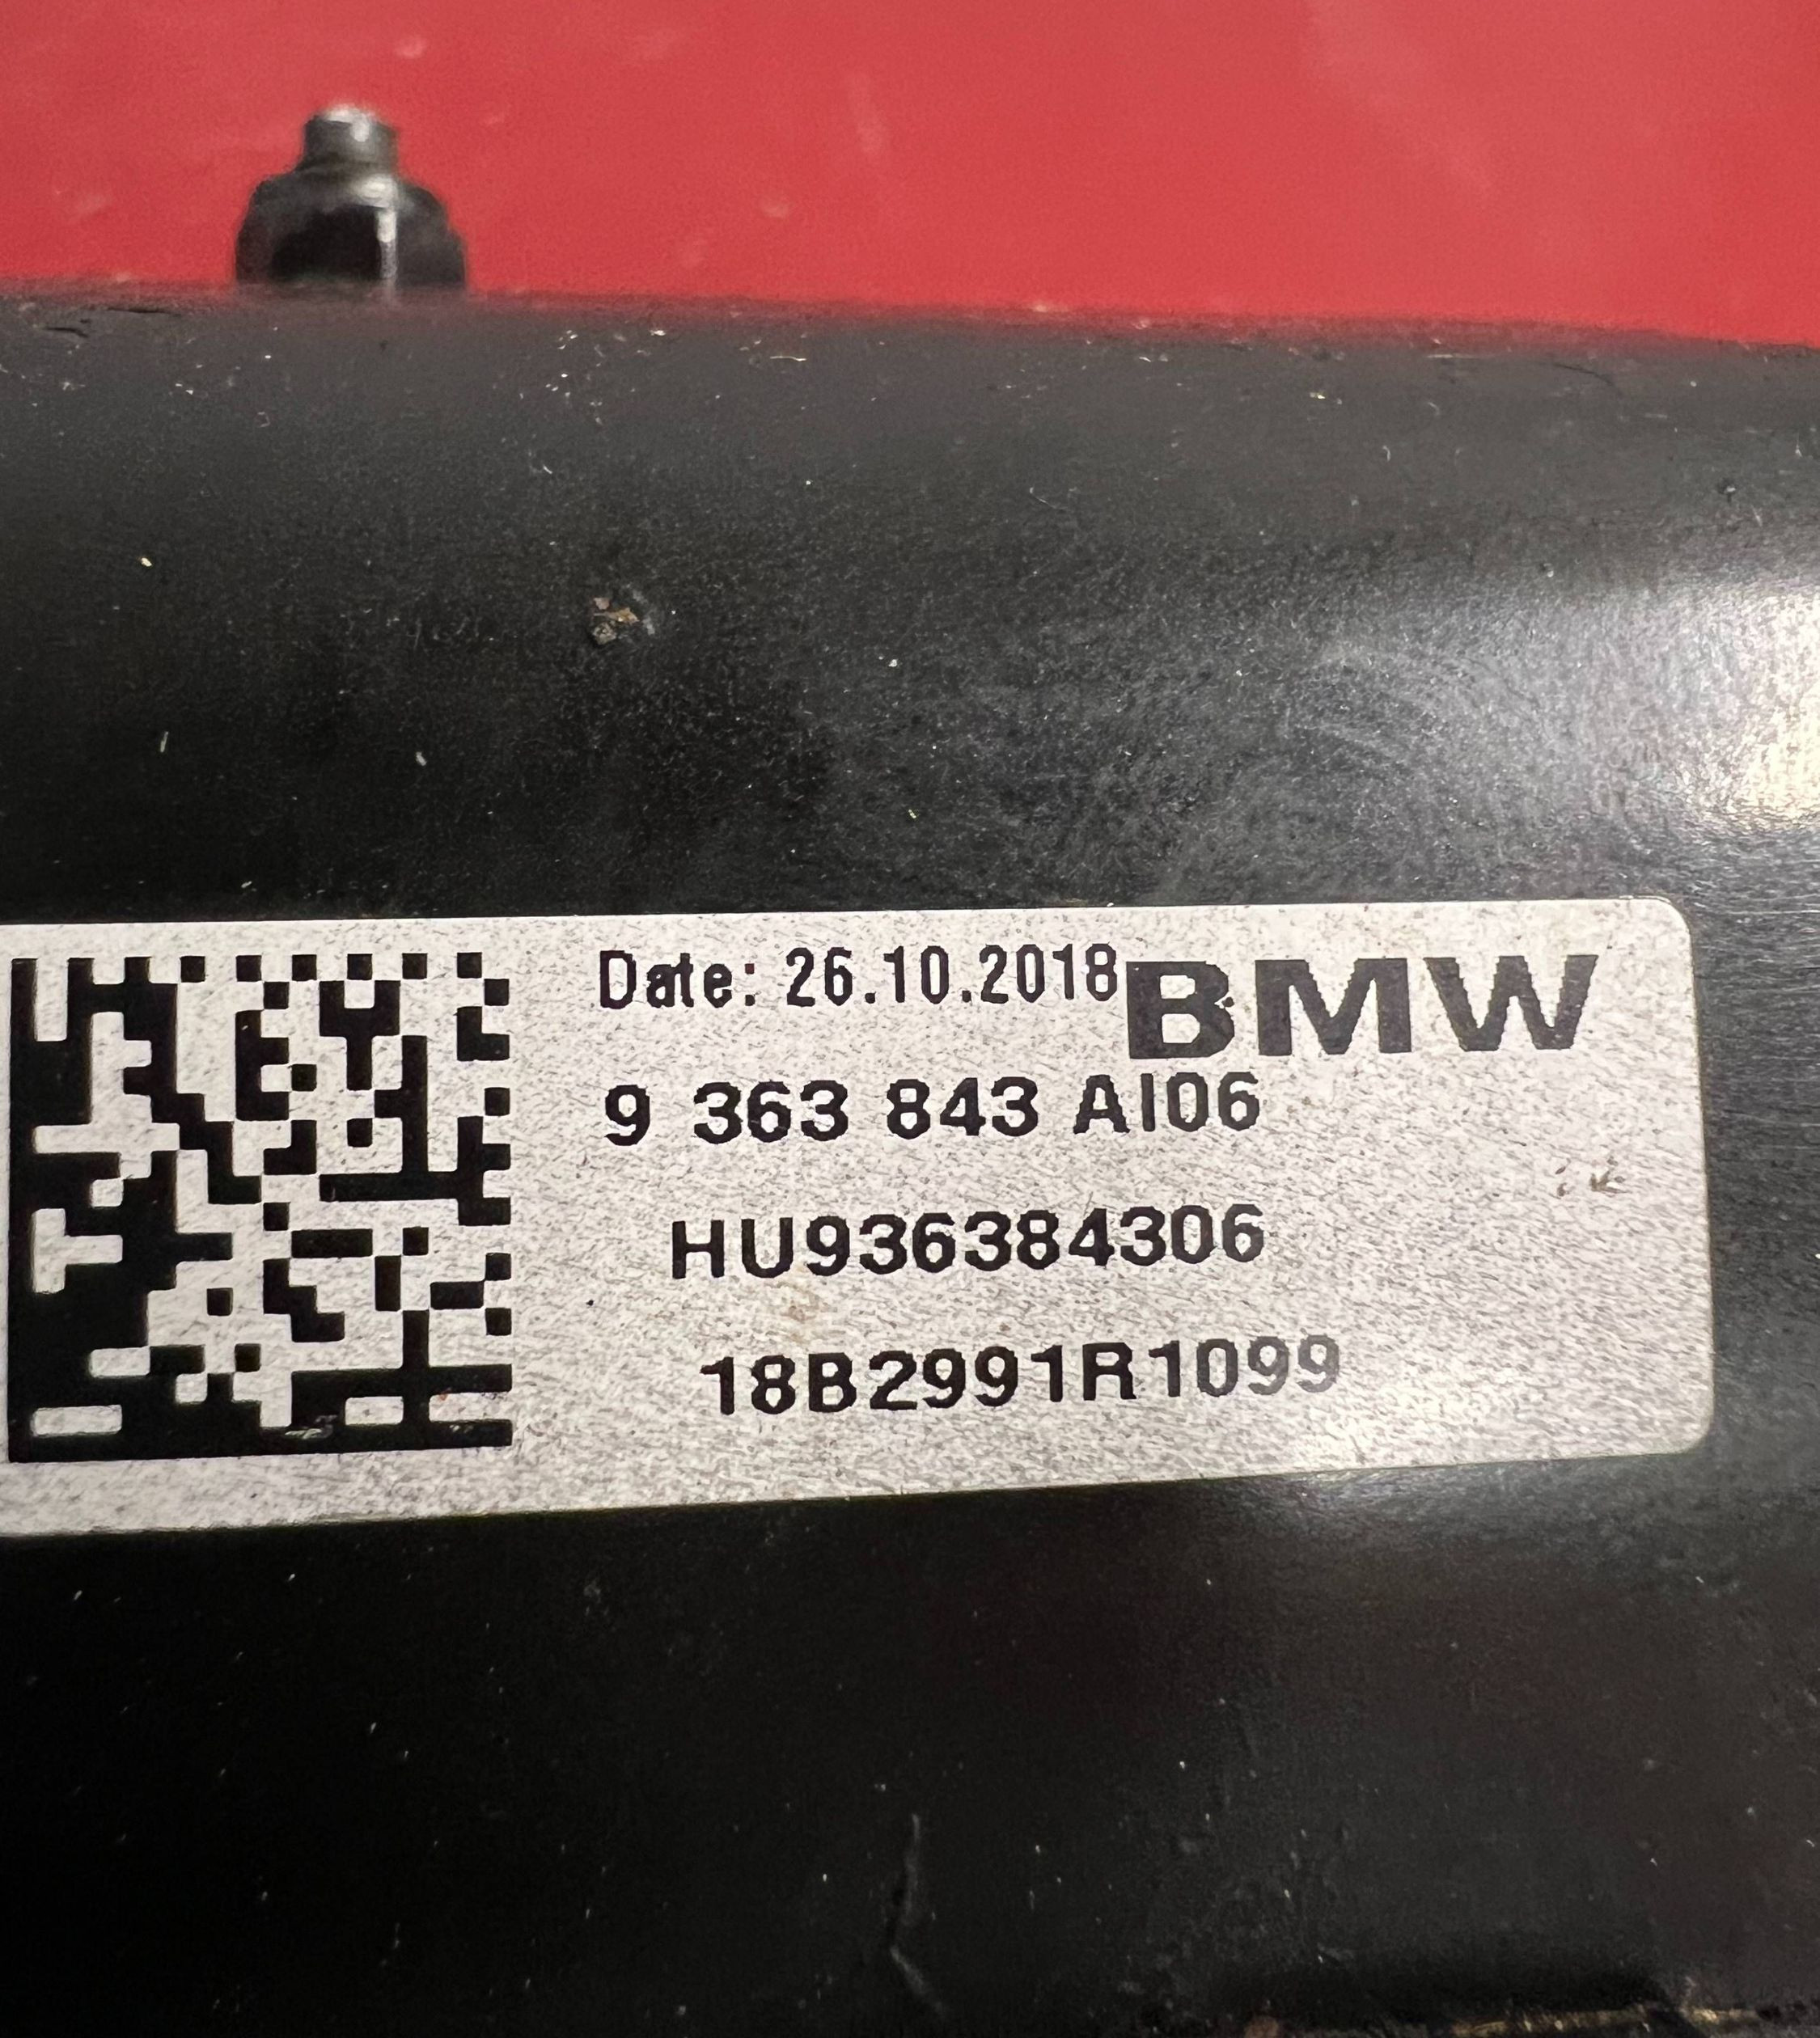 Date: 26.10.2018 BMW
9 363 843 AI06
HU936384306
18B2991R1099